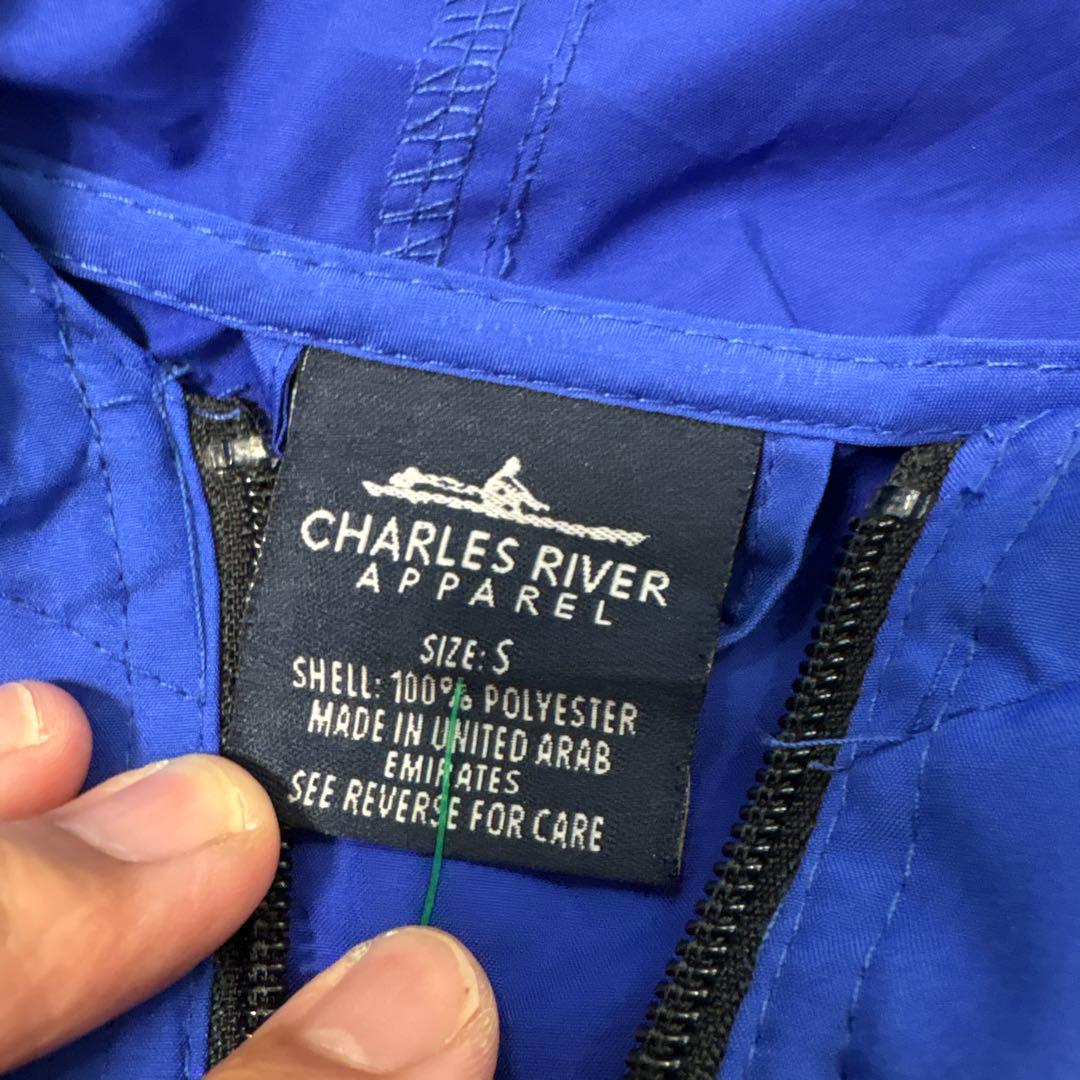 CHARLES RIVER
APPAREL
SIZE: S
SHELL: 100% POLYESTER
MADE IN UNITED ARAB
EMIRATES
SEE REVERSE FOR CARE